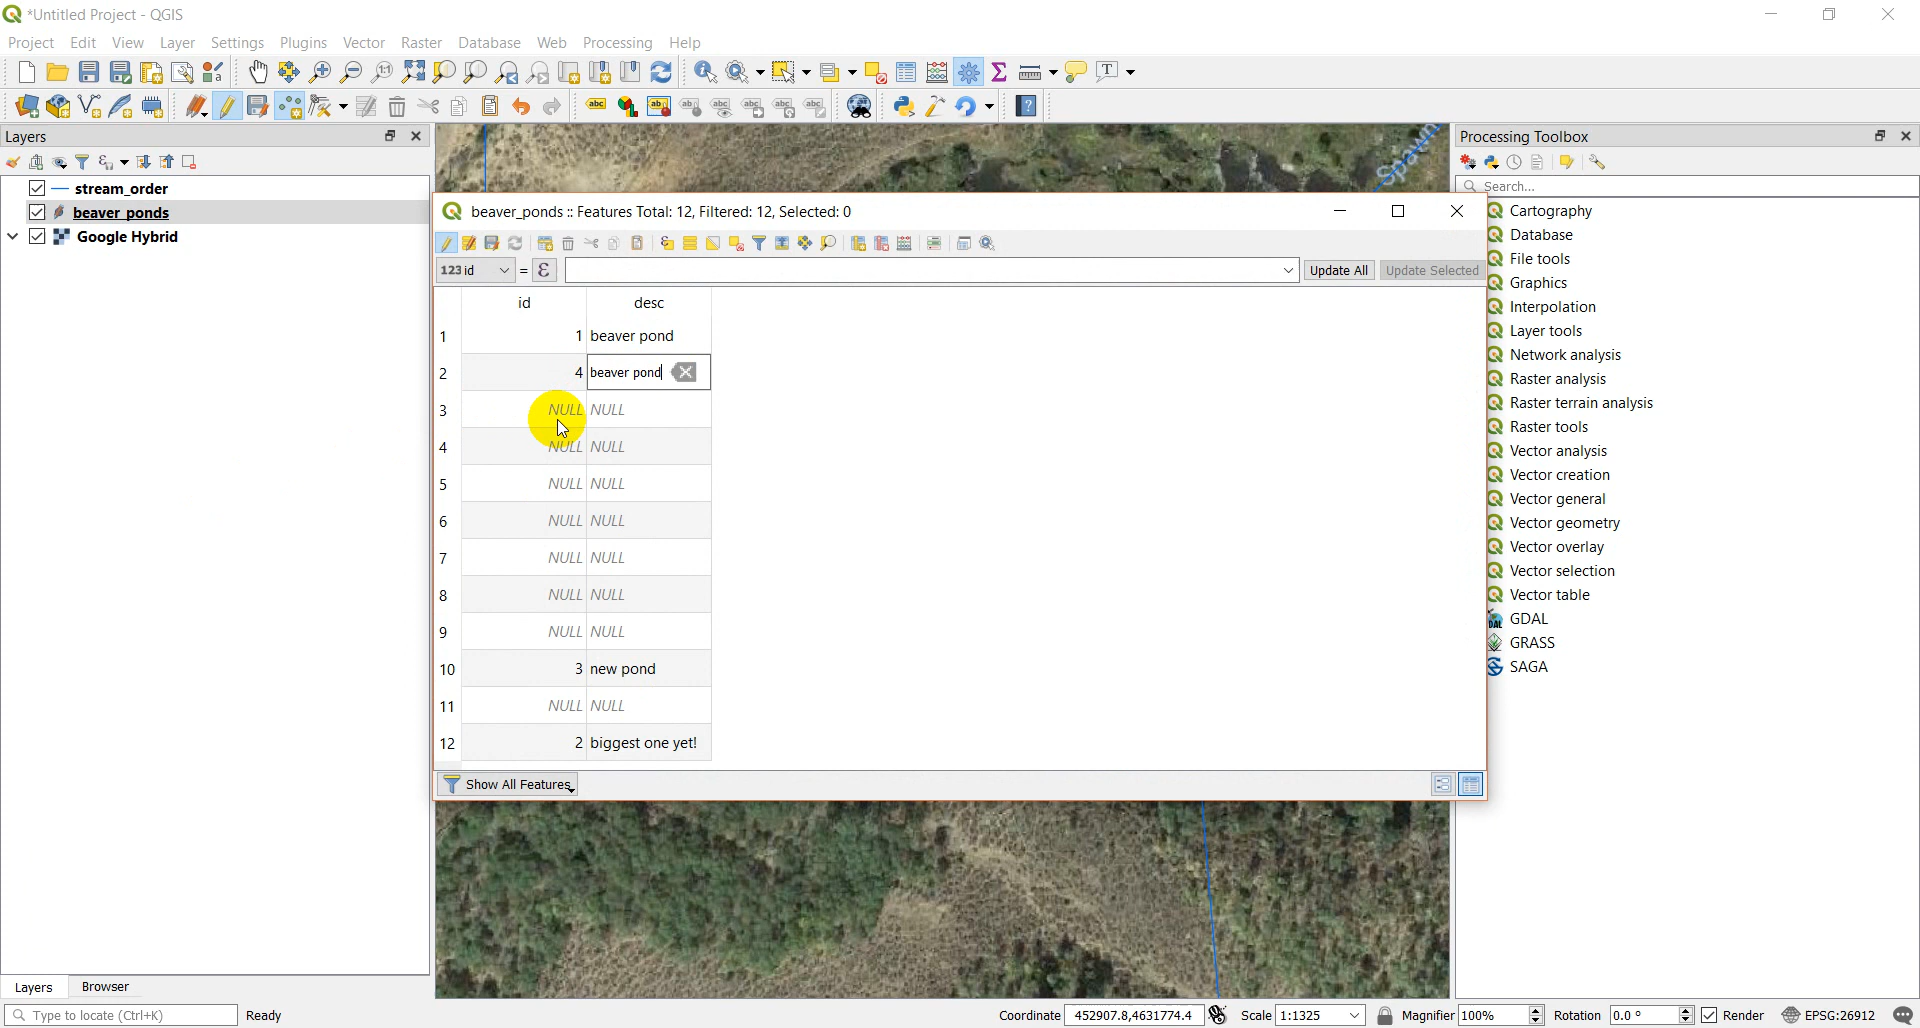 *Untitled Project - QGIS
Project Edit View Layer Settings Plugins Vector Raster Database Web Processing Help
Layers
Processing Toolbox
Spawn
Search...
stream_order
beaver_ponds
Google Hybrid
beaver_ponds :: Features Total: 12, Filtered: 12, Selected: 0
123 id = ε Update All Update Selected
id desc
1 1 beaver pond
2 4 beaver pond
3 NULL NULL
4 NULL NULL
5 NULL NULL
6 NULL NULL
7 NULL NULL
8 NULL NULL
9 NULL NULL
10 3 new pond
11 NULL NULL
12 2 biggest one yet!
Show All Features
Cartography
Database
File tools
Graphics
Interpolation
Layer tools
Network analysis
Raster analysis
Raster terrain analysis
Raster tools
Vector analysis
Vector creation
Vector general
Vector geometry
Vector overlay
Vector selection
Vector table
GDAL
GRASS
SAGA
Layers Browser
Type to locate (Ctrl+K) Ready Coordinate 452907.8,4631774.4 Scale 1:1325 Magnifier 100% Rotation 0.0 ° Render EPSG:26912